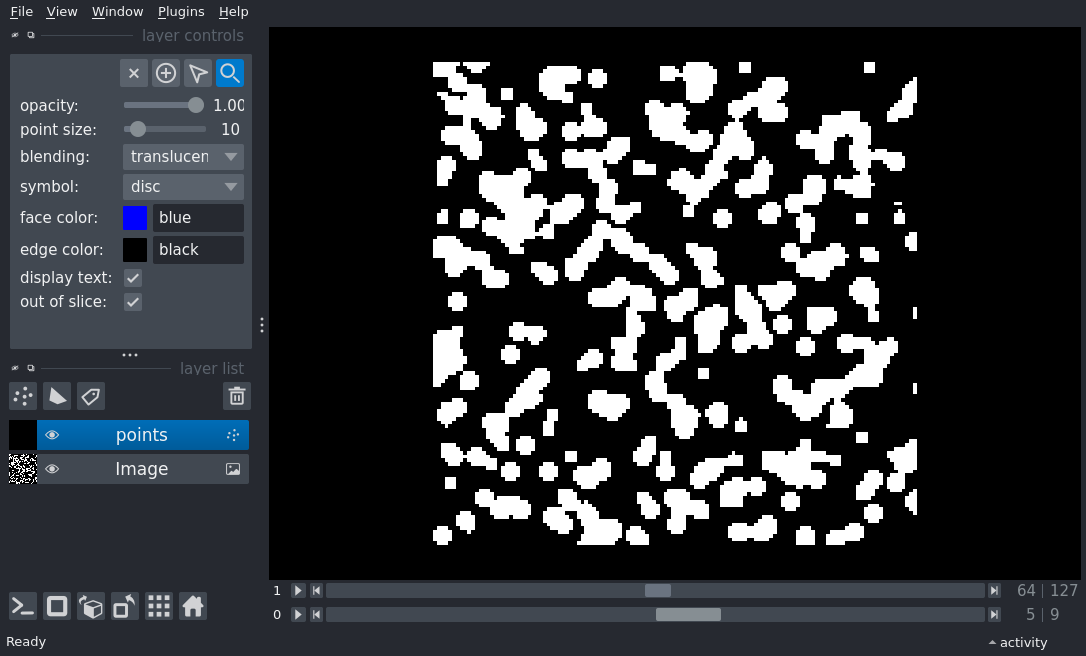 File View Window Plugins Help
layer controls
opacity: 1.00
point size: 10
blending: translucen
symbol: disc
face color: blue
edge color: black
display text:
out of slice:
layer list
points
Image
1 64 127
0 5 9
Ready activity